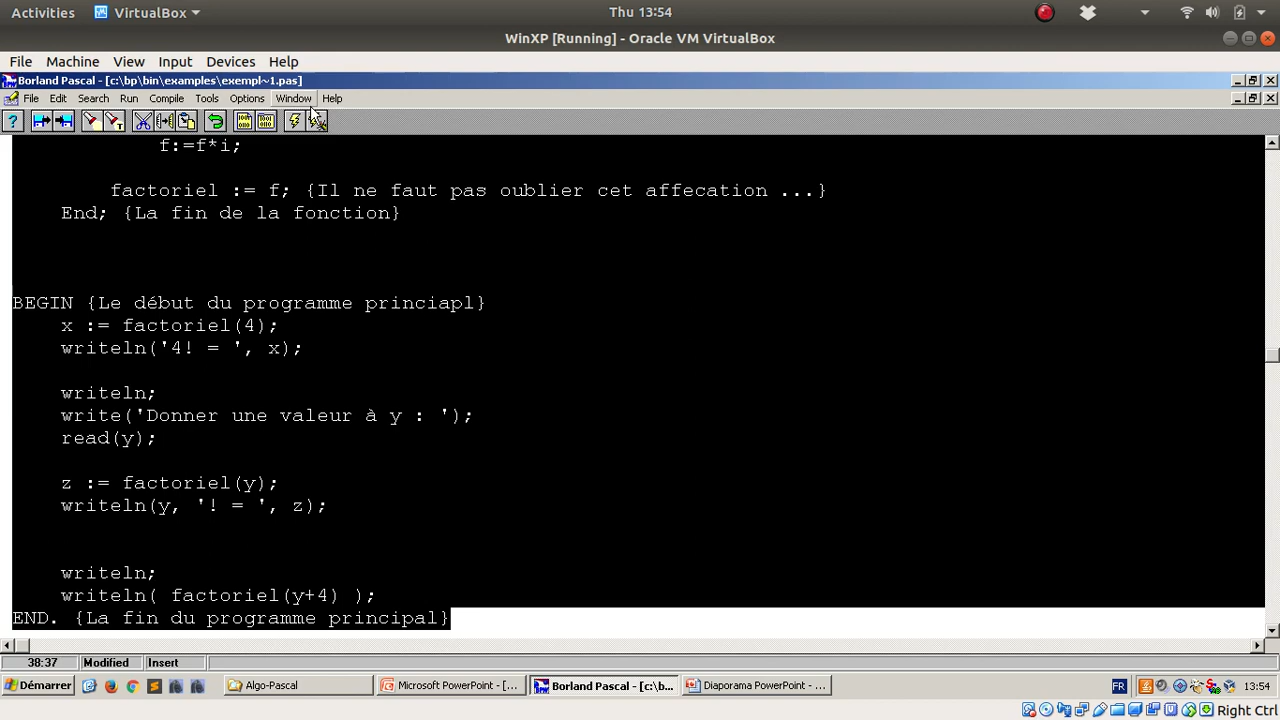 Activities VirtualBox Thu 13:54
WinXP [Running] - Oracle VM VirtualBox
File Machine View Input Devices Help
Borland Pascal - [c:\bp\bin\examples\exempl~1.pas]
File Edit Search Run Compile Tools Options Window Help
f:=f*i;
factoriel := f; {Il ne faut pas oublier cet affecation ...}
End; {La fin de la fonction}
BEGIN {Le début du programme princiapl}
x := factoriel(4);
writeln('4! = ', x);
writeln;
write('Donner une valeur à y : ');
read(y);
z := factoriel(y);
writeln(y, '! = ', z);
writeln;
writeln( factoriel(y+4) );
END. {La fin du programme principal}
38:37 Modified Insert
Démarrer Algo-Pascal Microsoft PowerPoint - [... Borland Pascal - [c:\b... Diaporama PowerPoint - ... FR 13:54
Right Ctrl